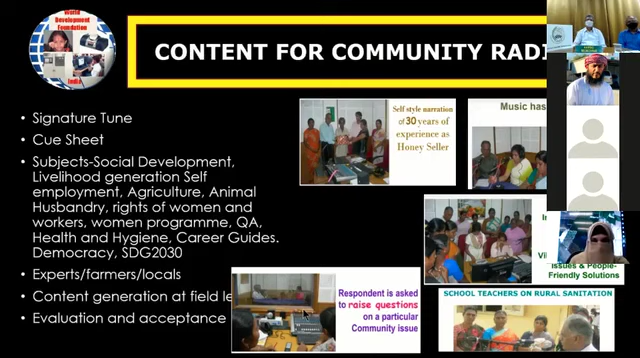 World
Development
Foundation
India
CONTENT FOR COMMUNITY RADI
• Signature Tune
• Cue Sheet
• Subjects-Social Development,
Livelihood generation Self
employment, Agriculture, Animal
Husbandry, rights of women and
workers, women programme, QA,
Health and Hygiene, Career Guides.
Democracy, SDG2030
• Experts/farmers/locals
• Content generation at field le
• Evaluation and acceptance
Self style narration
of 30 years of
experience as
Honey Seller
Music has
In
Vi
Issues & People-
Friendly Solutions
Respondent is asked
to raise questions
on a particular
Community issue
SCHOOL TEACHERS ON RURAL SANITATION